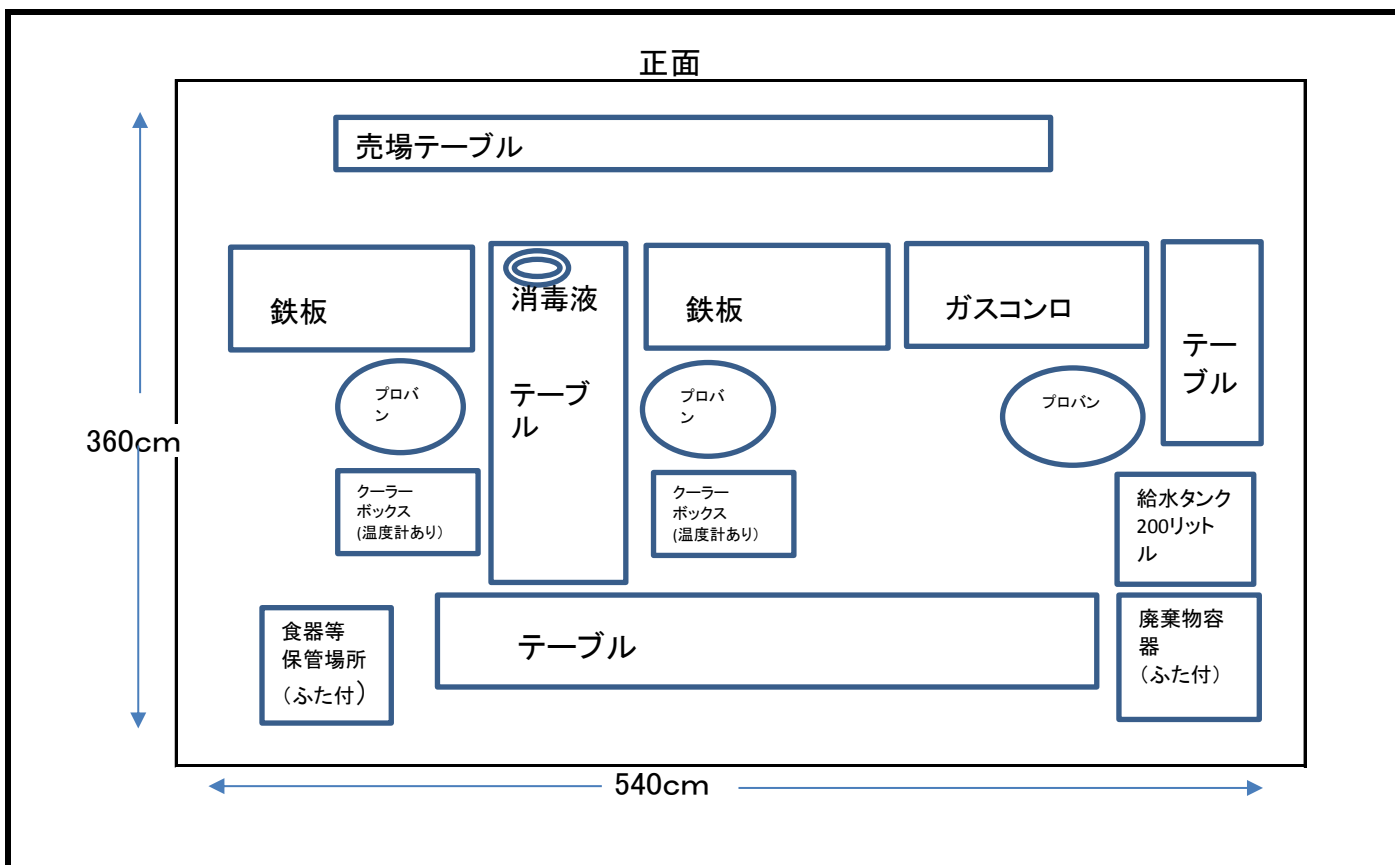 正面
売場テーブル
鉄板
消毒液
鉄板
ガスコンロ
テー
ブル
プロバ
ン
テーブ
ル
プロバ
ン
プロバン
360cm
クーラー
ボックス
(温度計あり）
クーラー
ボックス
(温度計あり）
給水タンク
200リット
ル
食器等
保管場所
（ふた付）
テーブル
廃棄物容
器
（ふた付）
540cm